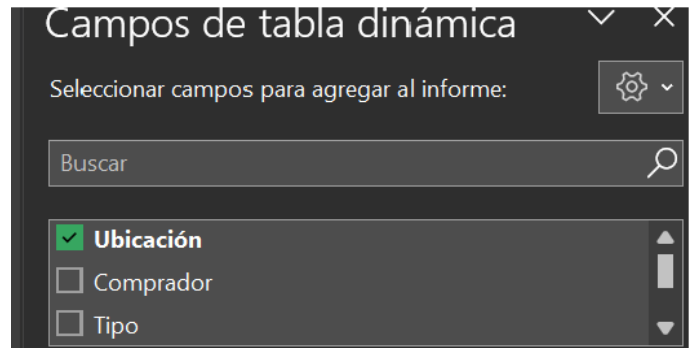 Campos de tabla dinámica
Seleccionar campos para agregar al informe:
Buscar
Ubicación
Comprador
Tipo